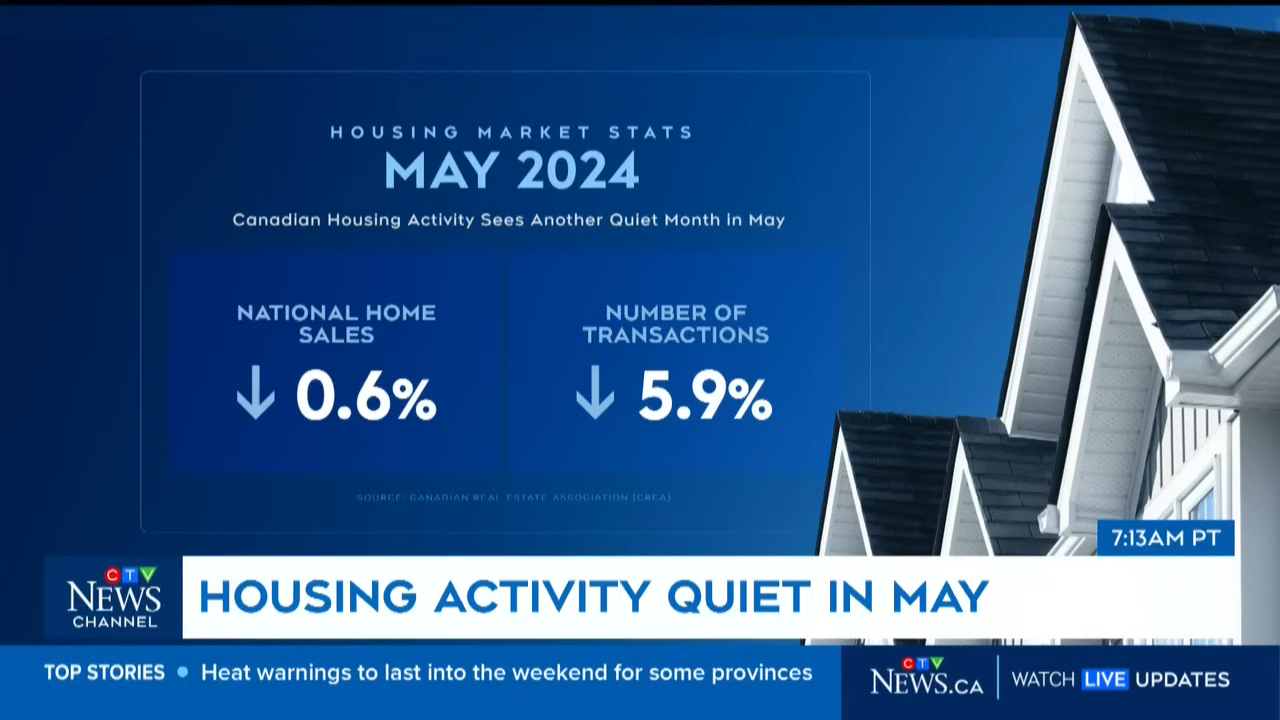 HOUSING MARKET STATS
MAY 2024
Canadian Housing Activity Sees Another Quiet Month in May
NATIONAL HOME
SALES
↓ 0.6%
NUMBER OF
TRANSACTIONS
↓ 5.9%
SOURCE: CANADIAN REAL ESTATE ASSOCIATION (CREA)
7:13AM PT
CTV
NEWS
CHANNEL
HOUSING ACTIVITY QUIET IN MAY
TOP STORIES • Heat warnings to last into the weekend for some provinces
CTV
NEWS.CA
WATCH LIVE UPDATES